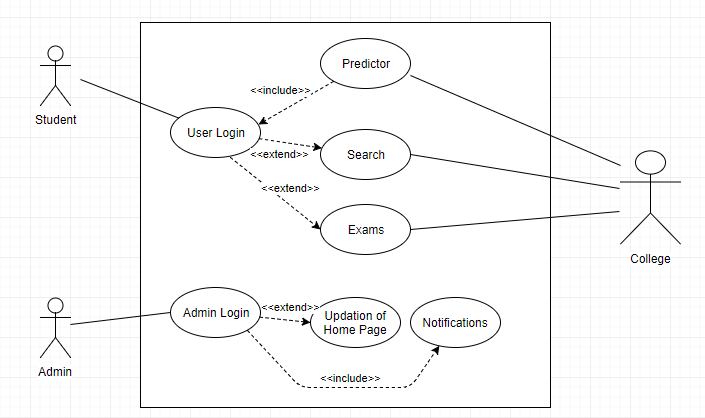 Predictor
<<include>>
Student
User Login
<<extend>>
Search
<<extend>>
Exams
College
Admin Login
<<extend>>
Updation of
Home Page
Notifications
Admin
<<include>>